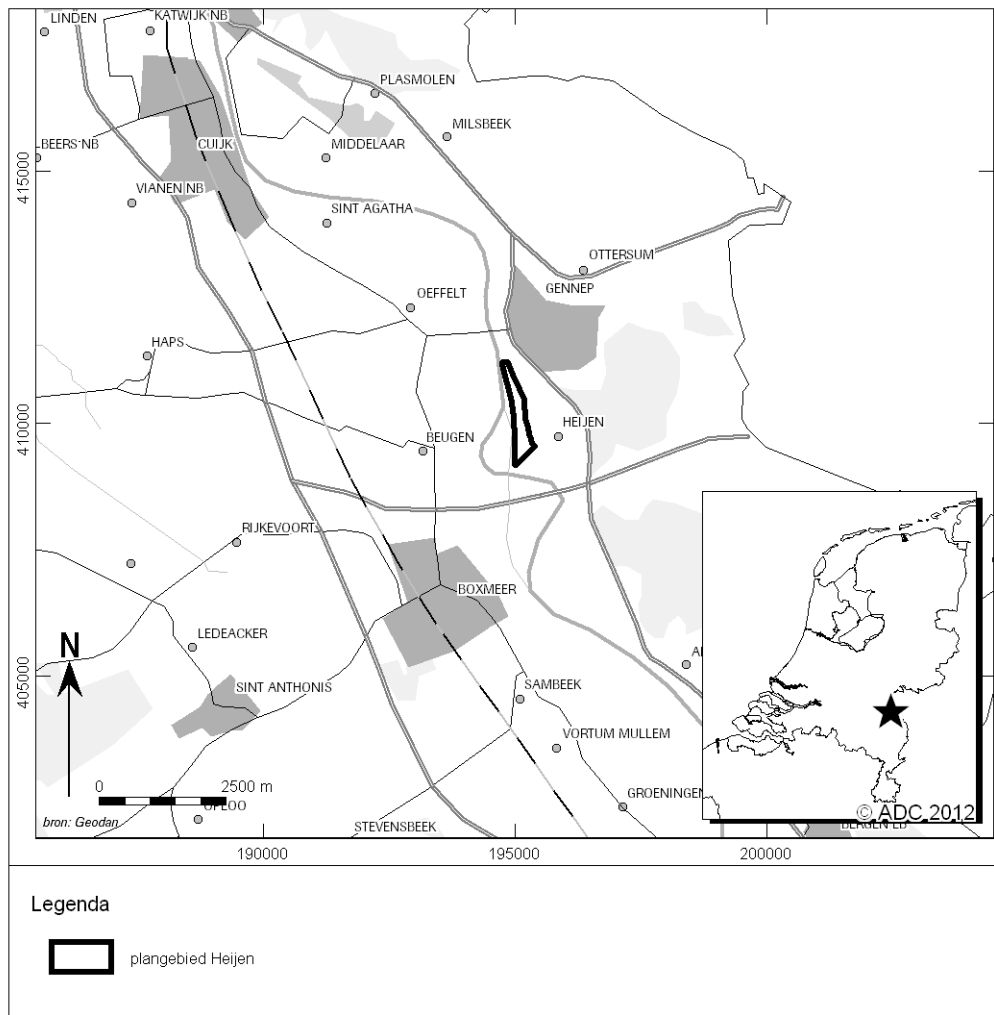 LINDEN
KATWIJK NB
PLASMOLEN
MILSBEEK
BEERS NB
CUIJK
MIDDELAAR
415000
VIANEN NB
SINT AGATHA
OTTERSUM
GENNEP
OEFFELT
HAPS
410000
HEIJEN
BEUGEN
RIJKEVOORT
BOXMEER
N
LEDEACKER
405000
SINT ANTHONIS
SAMBEEK
VORTUM MULLEM
0
2500 m
GROENINGEN
bron: Geodan
STEVENSBEEK
© ADC 2012
190000
195000
200000
Legenda
plangebied Heijen